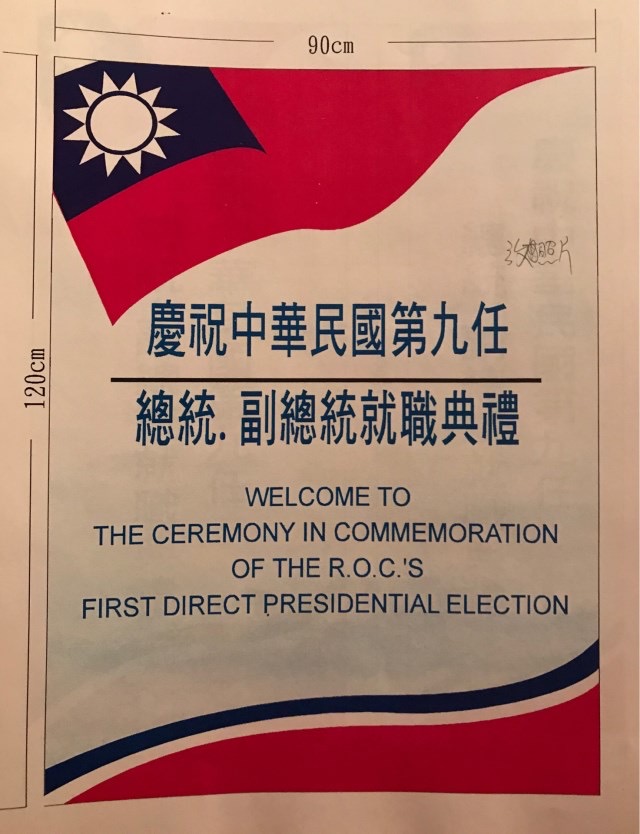 90cm
120cm
慶祝中華民國第九任
總統.副總統就職典禮
WELCOME TO
THE CEREMONY IN COMMEMORATION
OF THE R.O.C.'S
FIRST DIRECT PRESIDENTIAL ELECTION